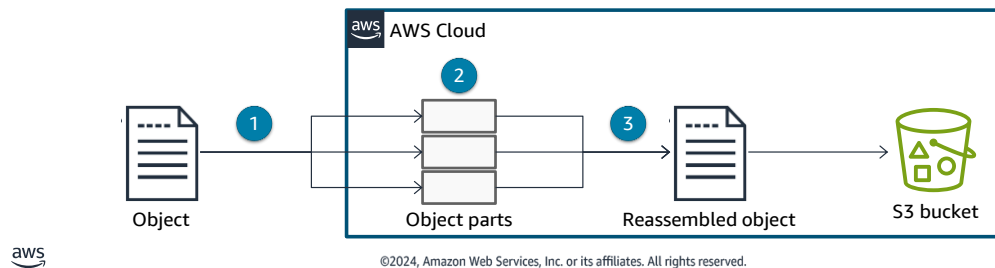 aws AWS Cloud
2
1
3
Object
Object parts
Reassembled object
S3 bucket
aws
©2024, Amazon Web Services, Inc. or its affiliates. All rights reserved.